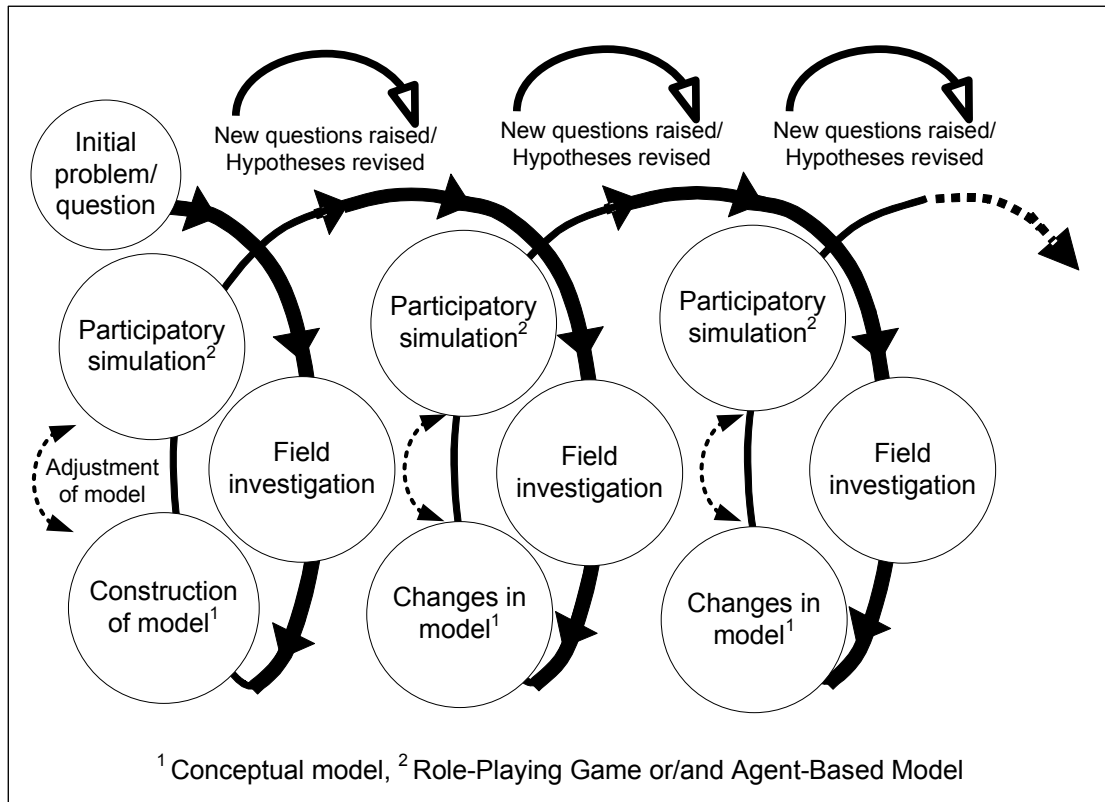 New questions raised/
Hypotheses revised
New questions raised/
Hypotheses revised
New questions raised/
Hypotheses revised
Initial
problem/
question
Participatory
simulation²
Participatory
simulation²
Participatory
simulation²
Adjustment
of model
Field
investigation
Field
investigation
Field
investigation
Construction
of model¹
Changes in
model¹
Changes in
model¹
¹ Conceptual model, ² Role-Playing Game or/and Agent-Based Model